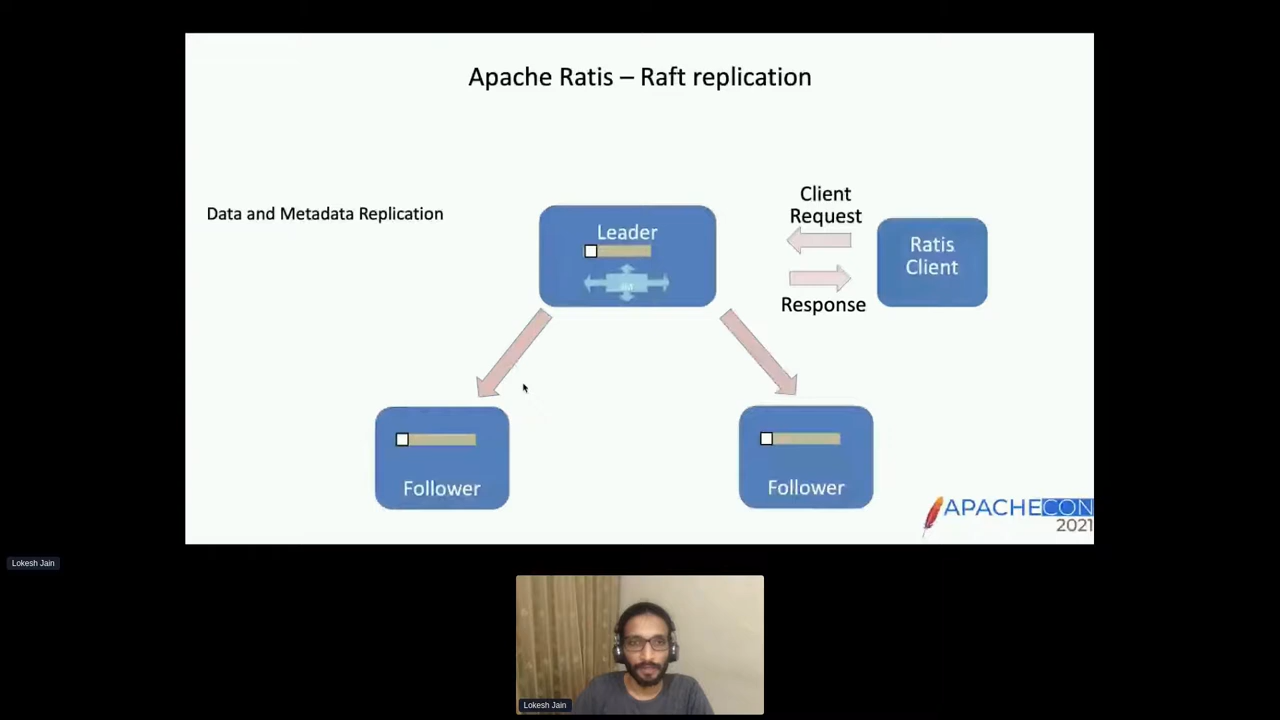 Apache Ratis – Raft replication
Data and Metadata Replication
Leader
Client
Request
Response
Ratis
Client
Follower
Follower
APACHECON
2021
Lokesh Jain
Lokesh Jain